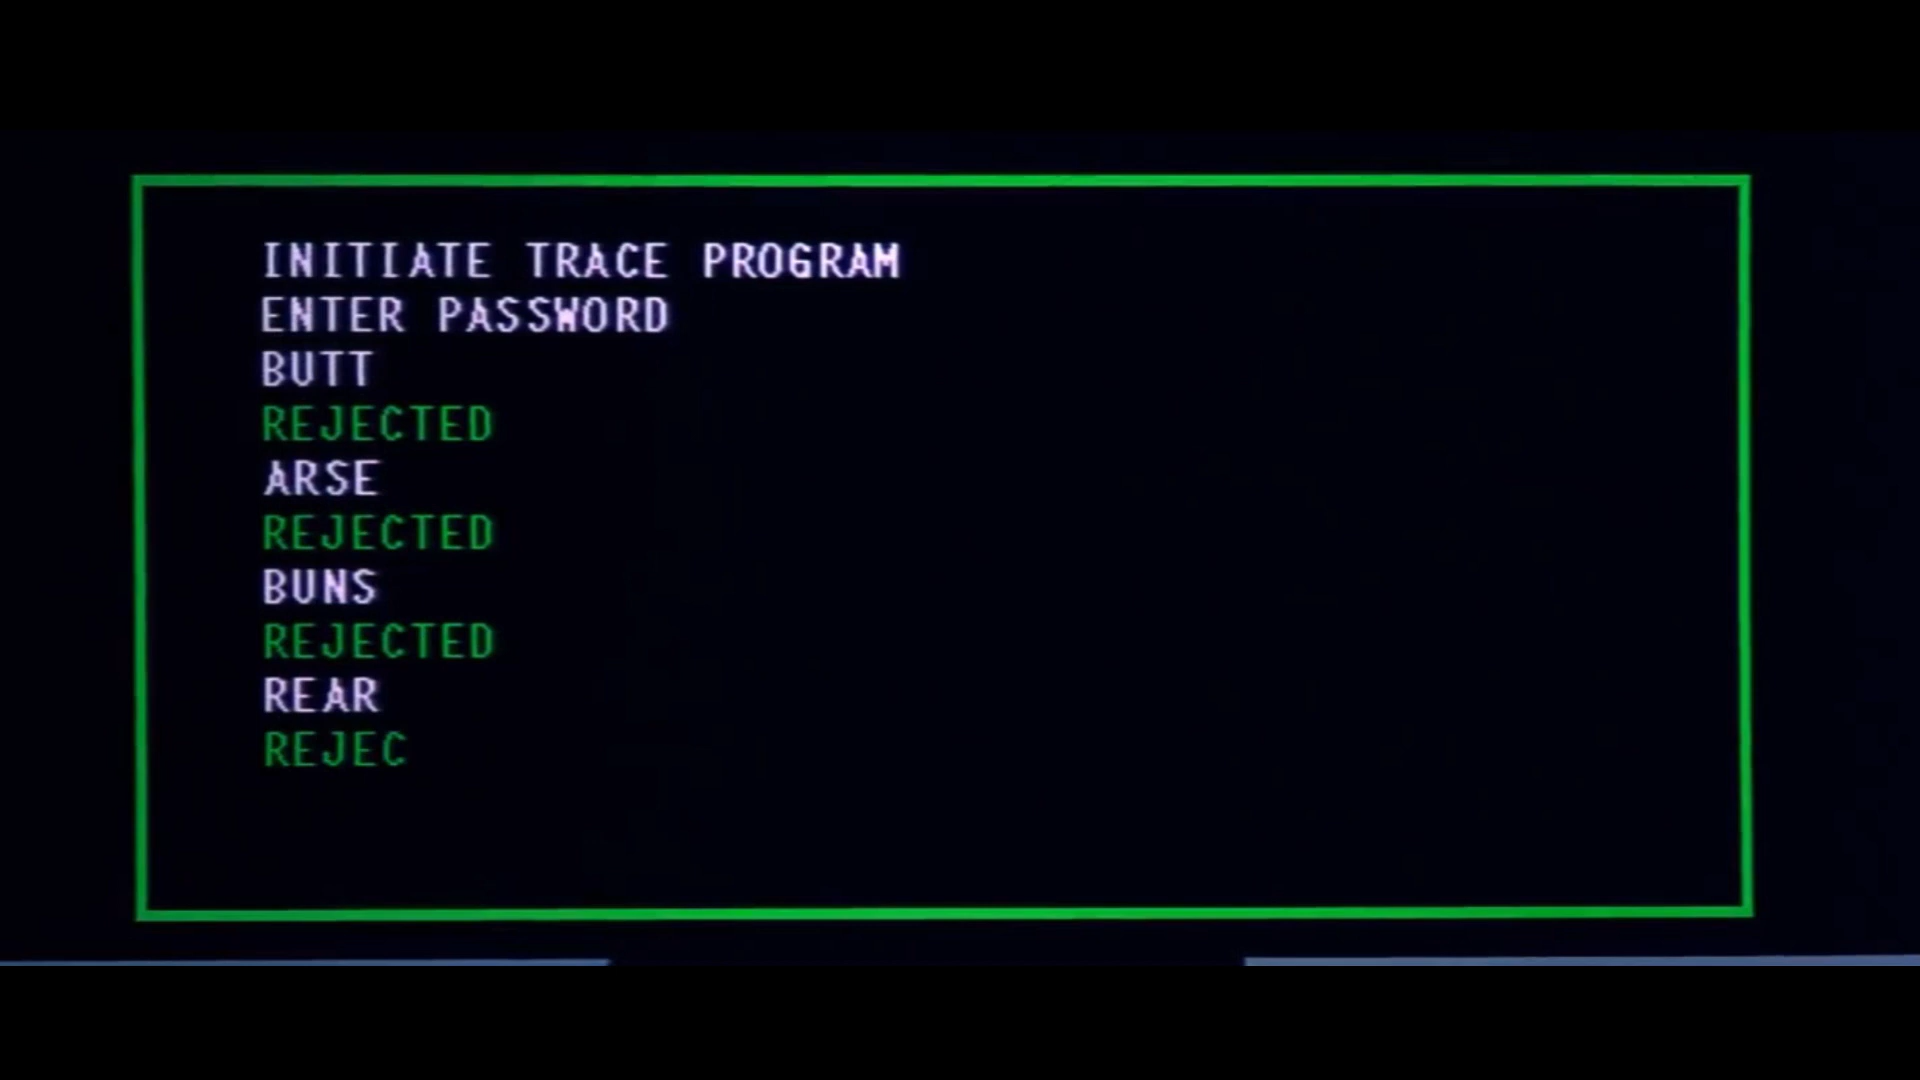 INITIATE TRACE PROGRAM
ENTER PASSWORD
BUTT
REJECTED
ARSE
REJECTED
BUNS
REJECTED
REAR
REJEC